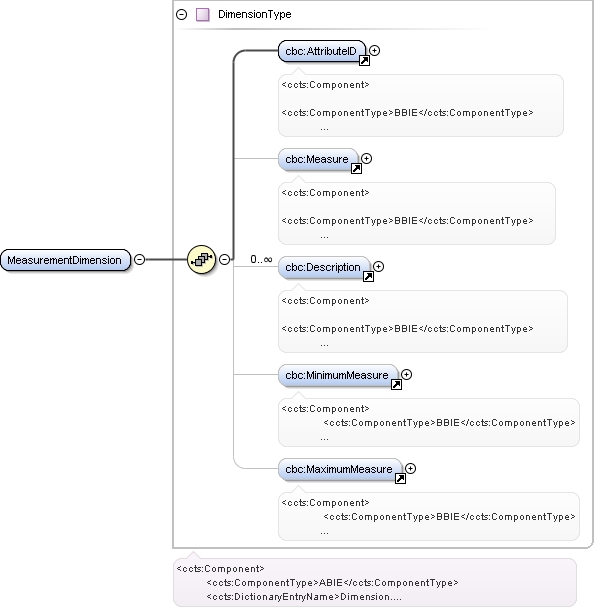 DimensionType
cbc:AttributeID
<ccts:Component>
<ccts:ComponentType>BBIE</ccts:ComponentType>
...
cbc:Measure
<ccts:Component>
<ccts:ComponentType>BBIE</ccts:ComponentType>
...
MeasurementDimension
0..∞
cbc:Description
<ccts:Component>
<ccts:ComponentType>BBIE</ccts:ComponentType>
...
cbc:MinimumMeasure
<ccts:Component>
<ccts:ComponentType>BBIE</ccts:ComponentType>
...
cbc:MaximumMeasure
<ccts:Component>
<ccts:ComponentType>BBIE</ccts:ComponentType>
...
<ccts:Component>
<ccts:ComponentType>ABIE</ccts:ComponentType>
<ccts:DictionaryEntryName>Dimension....